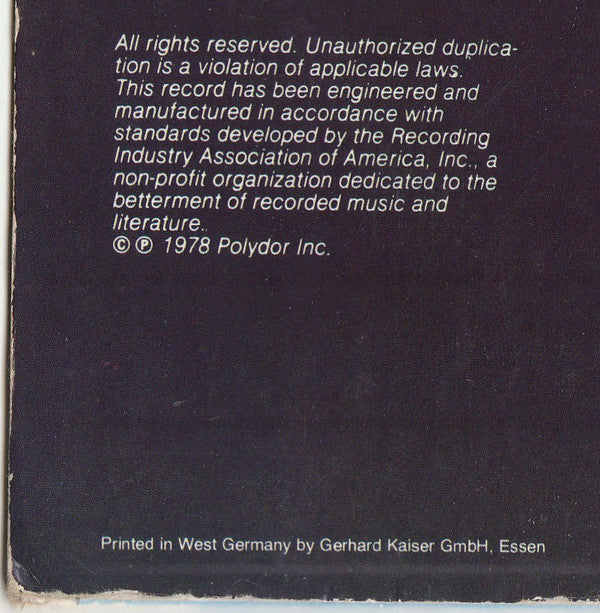 All rights reserved. Unauthorized duplica-
tion is a violation of applicable laws.
This record has been engineered and
manufactured in accordance with
standards developed by the Recording
Industry Association of America, Inc., a
non-profit organization dedicated to the
betterment of recorded music and
literature.
© ℗ 1978 Polydor Inc.
Printed in West Germany by Gerhard Kaiser GmbH, Essen